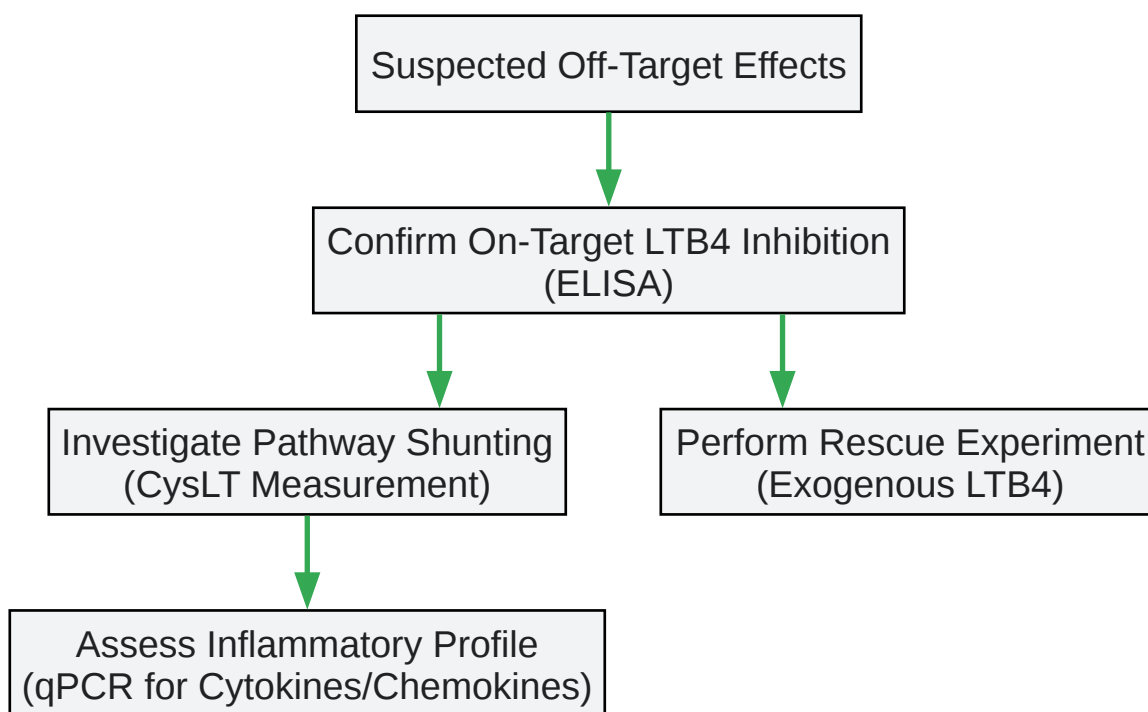 Suspected Off-Target Effects
Confirm On-Target LTB4 Inhibition
(ELISA)
Investigate Pathway Shunting
(CysLT Measurement)
Perform Rescue Experiment
(Exogenous LTB4)
Assess Inflammatory Profile
(qPCR for Cytokines/Chemokines)